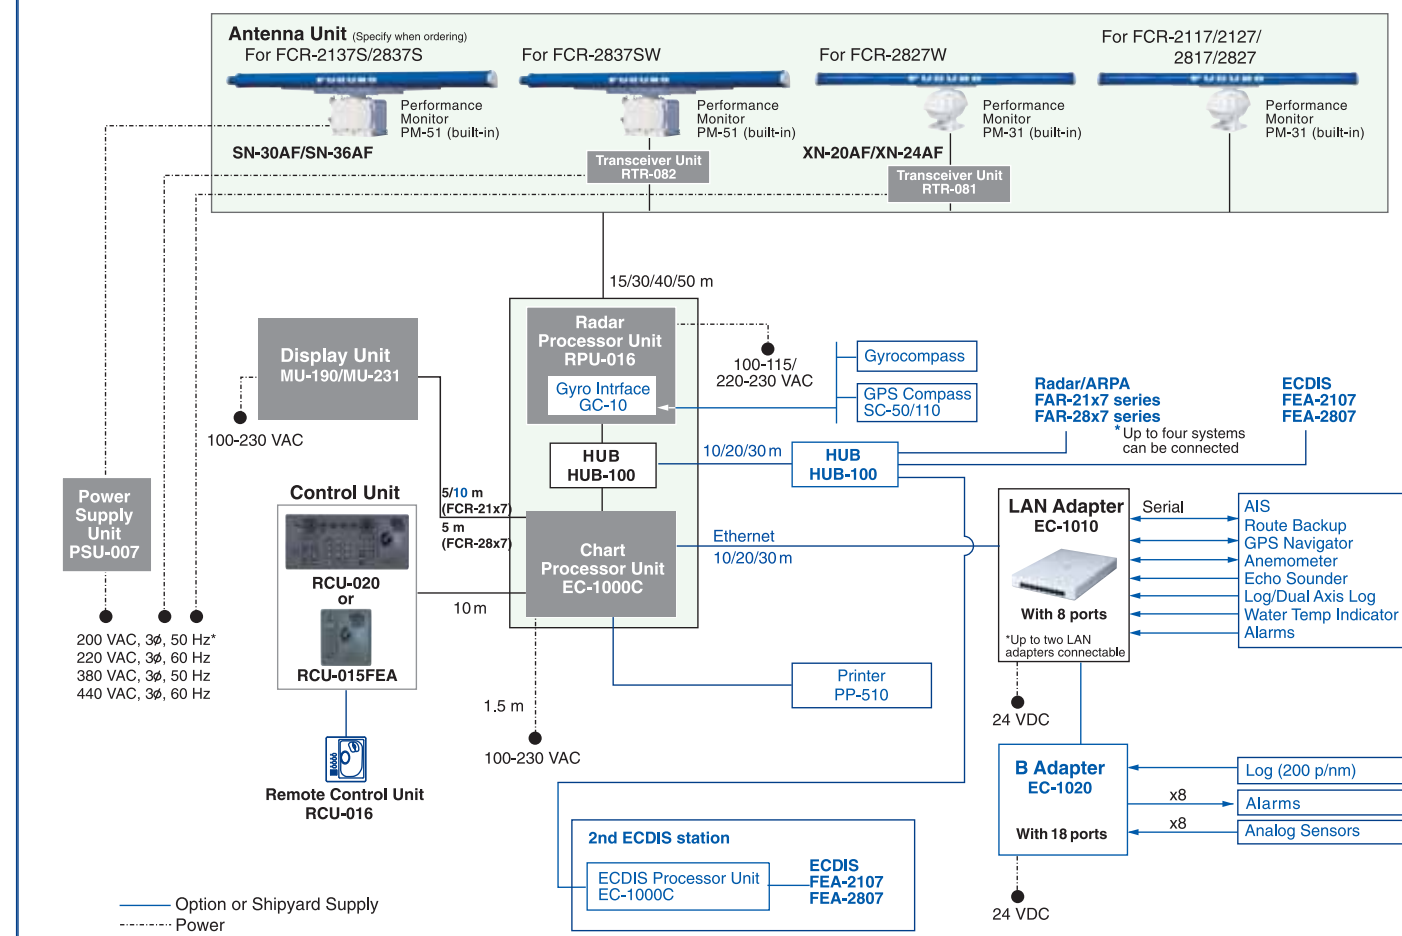 Antenna Unit (Specify when ordering)
For FCR-2137S/2837S
For FCR-2837SW
For FCR-2827W
For FCR-2117/2127/
2817/2827
FURUNO
FURUNO
FURUNO
FURUNO
Performance
Monitor
PM-51 (built-in)
Performance
Monitor
PM-51 (built-in)
Performance
Monitor
PM-31 (built-in)
Performance
Monitor
PM-31 (built-in)
SN-30AF/SN-36AF
XN-20AF/XN-24AF
Transceiver Unit
RTR-082
Transceiver Unit
RTR-081
15/30/40/50 m
Radar
Processor Unit
RPU-016
Gyro Intrface
GC-10
100-115/
220-230 VAC
Gyrocompass
GPS Compass
SC-50/110
Display Unit
MU-190/MU-231
100-230 VAC
Radar/ARPA
FAR-21x7 series
FAR-28x7 series
*Up to four systems
can be connected
ECDIS
FEA-2107
FEA-2807
HUB
HUB-100
10/20/30 m
HUB
HUB-100
Power
Supply
Unit
PSU-007
Control Unit
RCU-020
or
RCU-015FEA
5/10 m
(FCR-21x7)
5 m
(FCR-28x7)
10 m
Chart
Processor Unit
EC-1000C
Ethernet
10/20/30 m
LAN Adapter
EC-1010
With 8 ports
*Up to two LAN
adapters connectable
Serial
AIS
Route Backup
GPS Navigator
Anemometer
Echo Sounder
Log/Dual Axis Log
Water Temp Indicator
Alarms
200 VAC, 3ø, 50 Hz*
220 VAC, 3ø, 60 Hz
380 VAC, 3ø, 50 Hz
440 VAC, 3ø, 60 Hz
Printer
PP-510
1.5 m
100-230 VAC
24 VDC
Remote Control Unit
RCU-016
B Adapter
EC-1020
With 18 ports
Log (200 p/nm)
x8
Alarms
x8
Analog Sensors
24 VDC
2nd ECDIS station
ECDIS Processor Unit
EC-1000C
ECDIS
FEA-2107
FEA-2807
Option or Shipyard Supply
Power